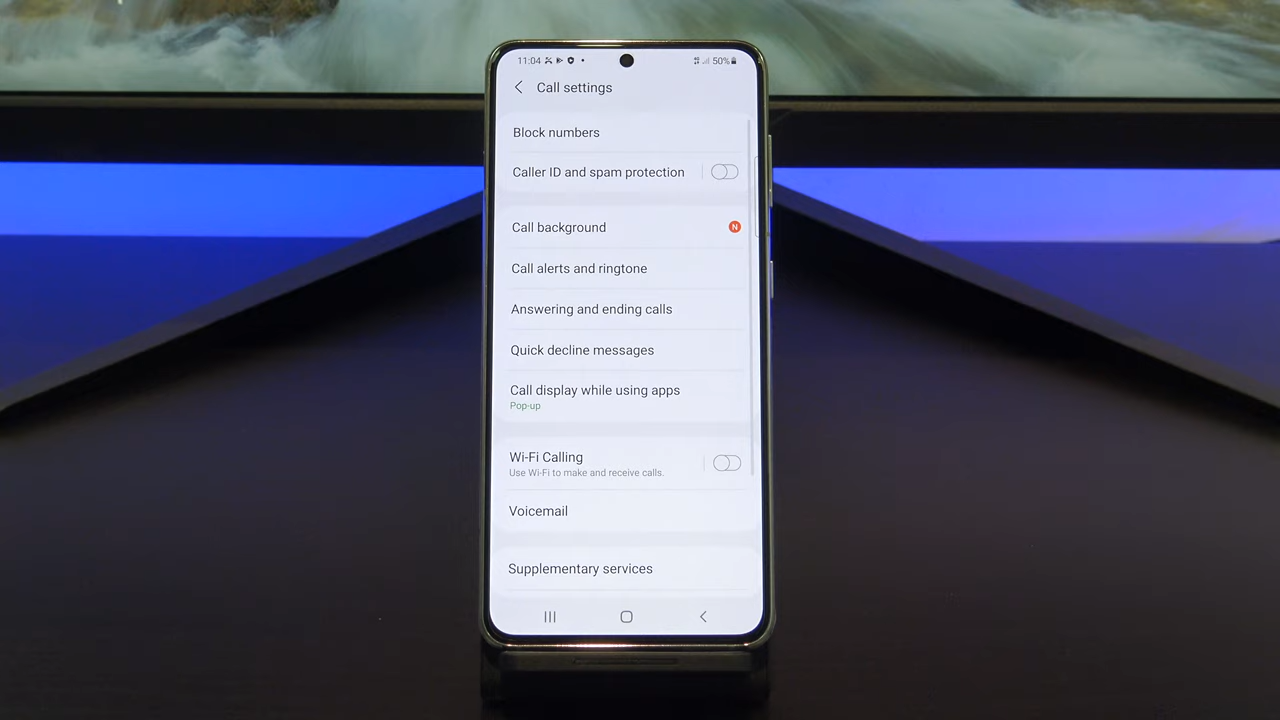 11:04 50%
Call settings
Block numbers
Caller ID and spam protection
Call background N
Call alerts and ringtone
Answering and ending calls
Quick decline messages
Call display while using apps
Pop-up
Wi-Fi Calling
Use Wi-Fi to make and receive calls.
Voicemail
Supplementary services